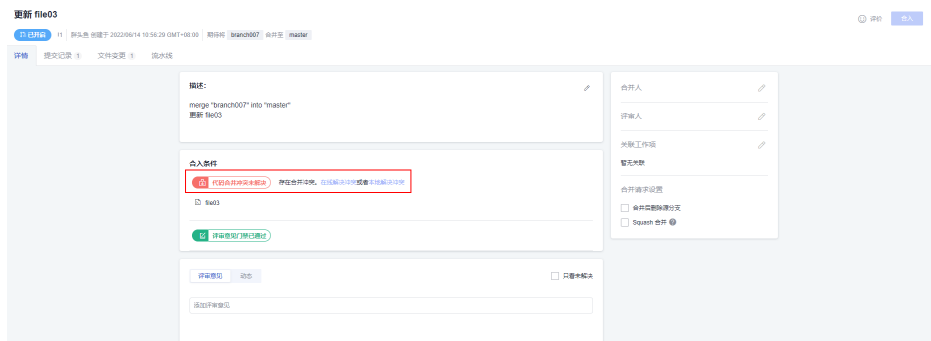 更新 file03
评价 合入
已开启 !1 胖头鱼 创建于 2022/06/14 10:56:29 GMT+08:00 期待将 branch007 合并至 master
详情 提交记录 1 文件变更 1 流水线
描述：
merge "branch007" into "master"
更新 file03
合入条件
代码合并冲突未解决 存在合并冲突。在线解决冲突或者本地解决冲突
file03
评审意见门禁已通过
评审意见 动态 只看未解决
添加评审意见
合并人
评审人
关联工作项
暂无关联
合并请求设置
合并后删除源分支
Squash 合并